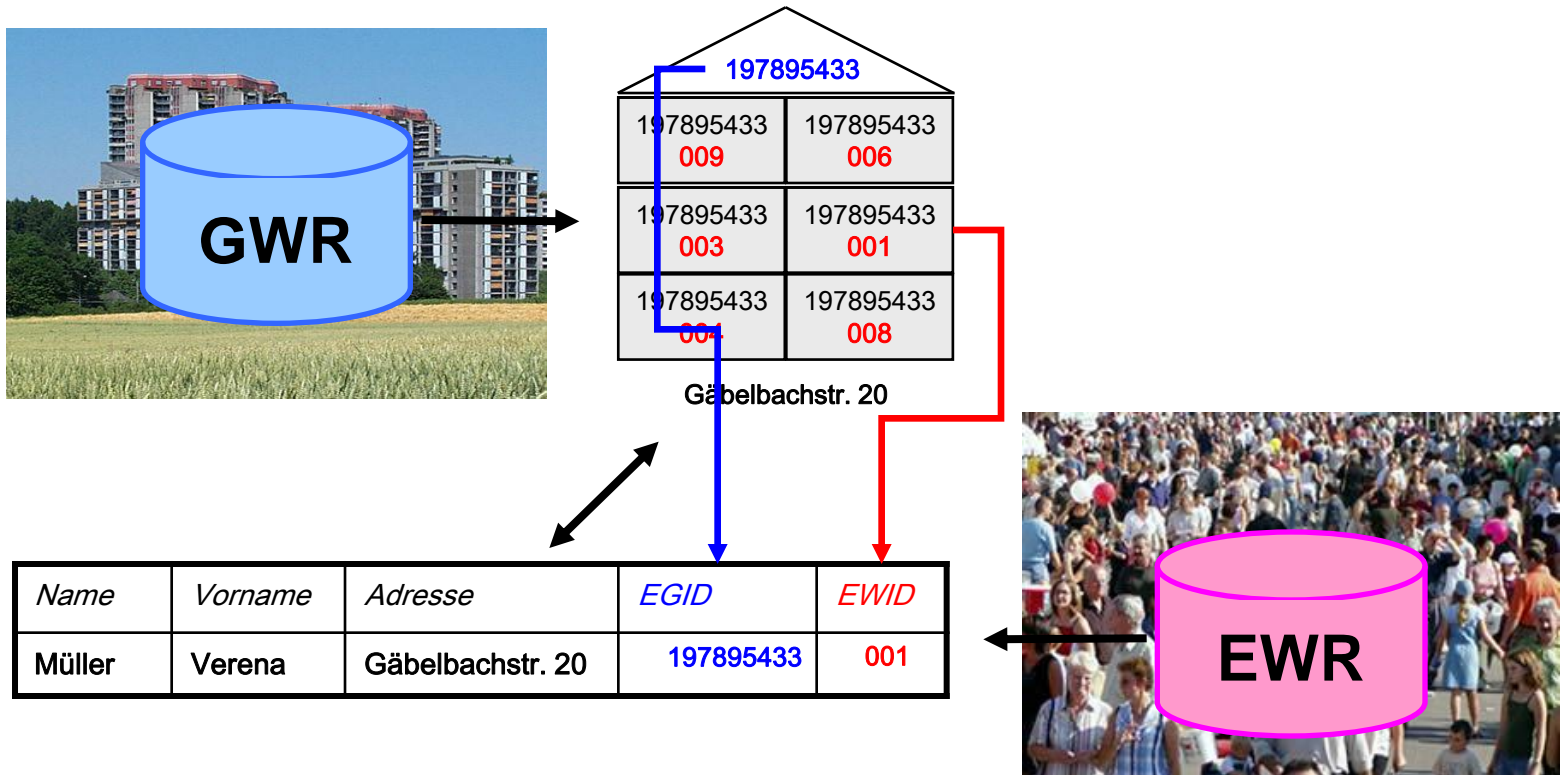 197895433
197895433 197895433
009 006
197895433 197895433
003 001
197895433 197895433
004 008
Gäbelbachstr. 20
GWR
Name Vorname Adresse EGID EWID
Müller Verena Gäbelbachstr. 20 197895433 001
EWR